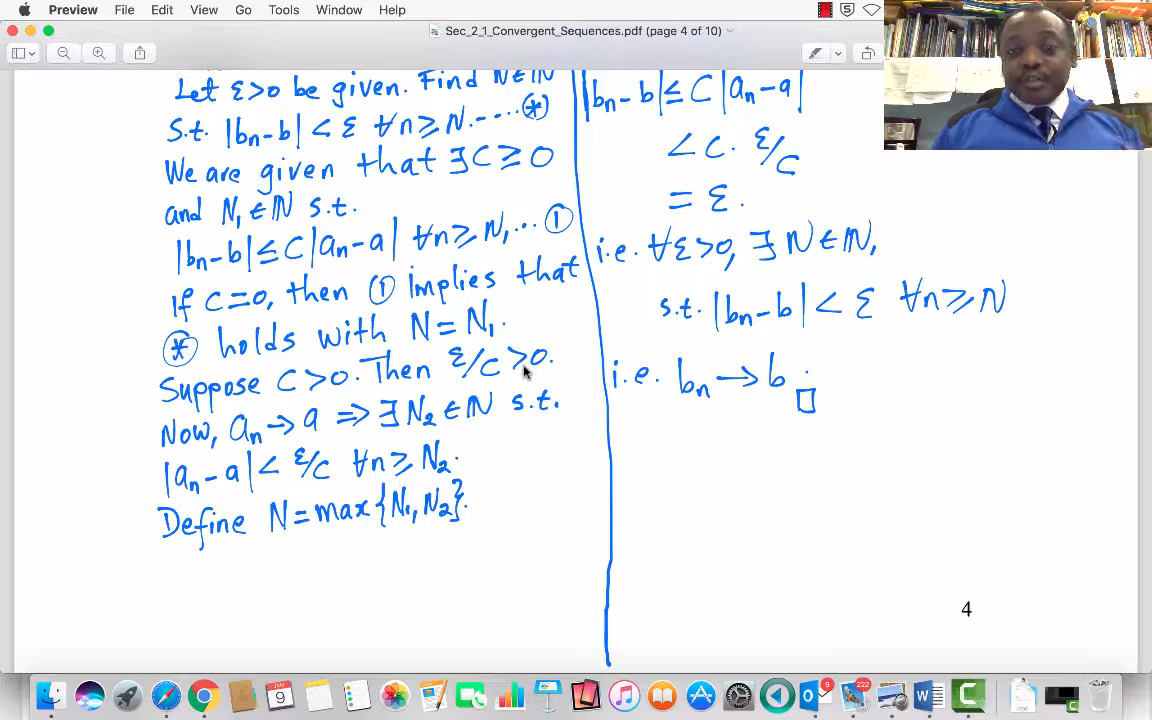 Preview File Edit View Go Tools Window Help
Sec_2_1_Convergent_Sequences.pdf (page 4 of 10)
Let ε>0 be given. Find N∈ℕ
s.t. |bₙ-b| < ε ∀n≥N.----(*)
We are given that ∃C≥0
and N₁∈ℕ s.t.
|bₙ-b| ≤ C|aₙ-a| ∀n≥N₁...①
If C=0, then ① implies that
(*) holds with N=N₁.
Suppose C>0. Then ε/C >0.
Now, aₙ→a ⇒ ∃N₂∈ℕ s.t.
|aₙ-a| < ε/C ∀n≥N₂.
Define N=max{N₁,N₂}.
|bₙ-b| ≤ C|aₙ-a|
< C. ε/C
= ε.
i.e. ∀ε>0, ∃ N∈ℕ,
s.t. |bₙ-b| < ε ∀n≥N
i.e. bₙ→b.
4
JAN
9
9
222
W
C